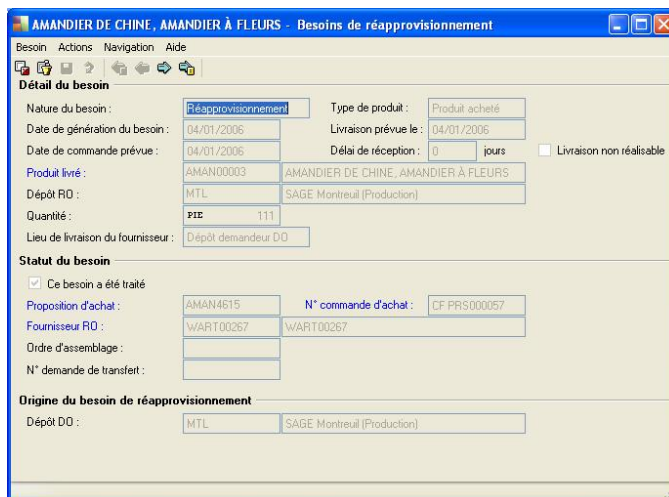 AMANDIER DE CHINE, AMANDIER À FLEURS - Besoins de réapprovisionnement
Besoin Actions Navigation Aide
Détail du besoin
Nature du besoin : Réapprovisionnement Type de produit : Produit acheté
Date de génération du besoin : 04/01/2006 Livraison prévue le : 04/01/2006
Date de commande prévue : 04/01/2006 Délai de réception : 0 jours Livraison non réalisable
Produit livré : AMAN00003 AMANDIER DE CHINE, AMANDIER À FLEURS
Dépôt RO : MTL SAGE Montreuil (Production)
Quantité : PIE 111
Lieu de livraison du fournisseur : Dépôt demandeur DO
Statut du besoin
Ce besoin a été traité
Proposition d'achat : AMAN4615 N° commande d'achat : CF PRS000057
Fournisseur RO : WART00267 WART00267
Ordre d'assemblage :
N° demande de transfert :
Origine du besoin de réapprovisionnement
Dépôt DO : MTL SAGE Montreuil (Production)